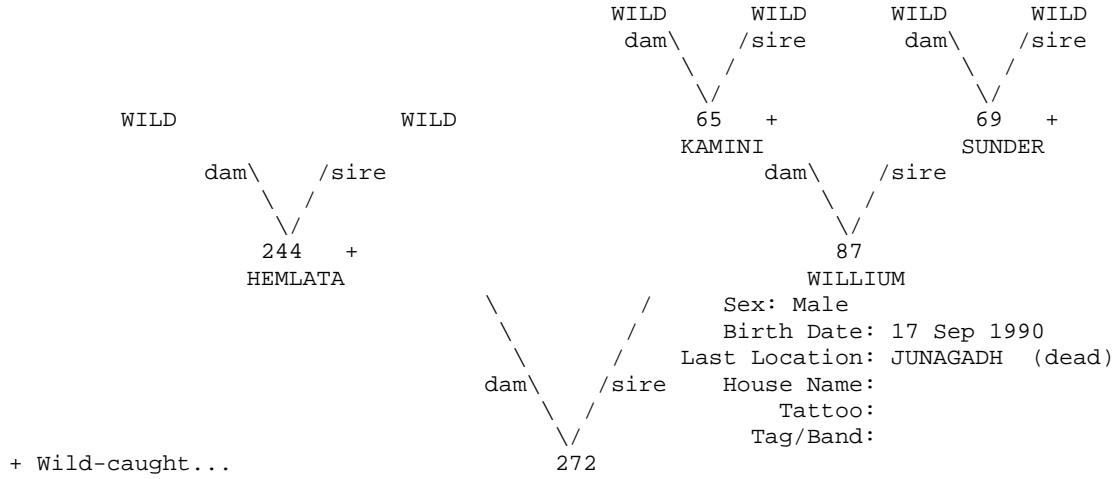 WILD WILD WILD WILD
dam\ /sire dam\ /sire
\ / \ /
\/ \/
WILD WILD 65 + 69 +
KAMINI SUNDER
dam\ /sire dam\ /sire
\ / \ /
\/ \/
244 + 87
HEMLATA WILLIUM
\ / Sex: Male
\ / Birth Date: 17 Sep 1990
\ / Last Location: JUNAGADH (dead)
dam\ /sire House Name:
\ / Tattoo:
\/ Tag/Band:
+ Wild-caught... 272